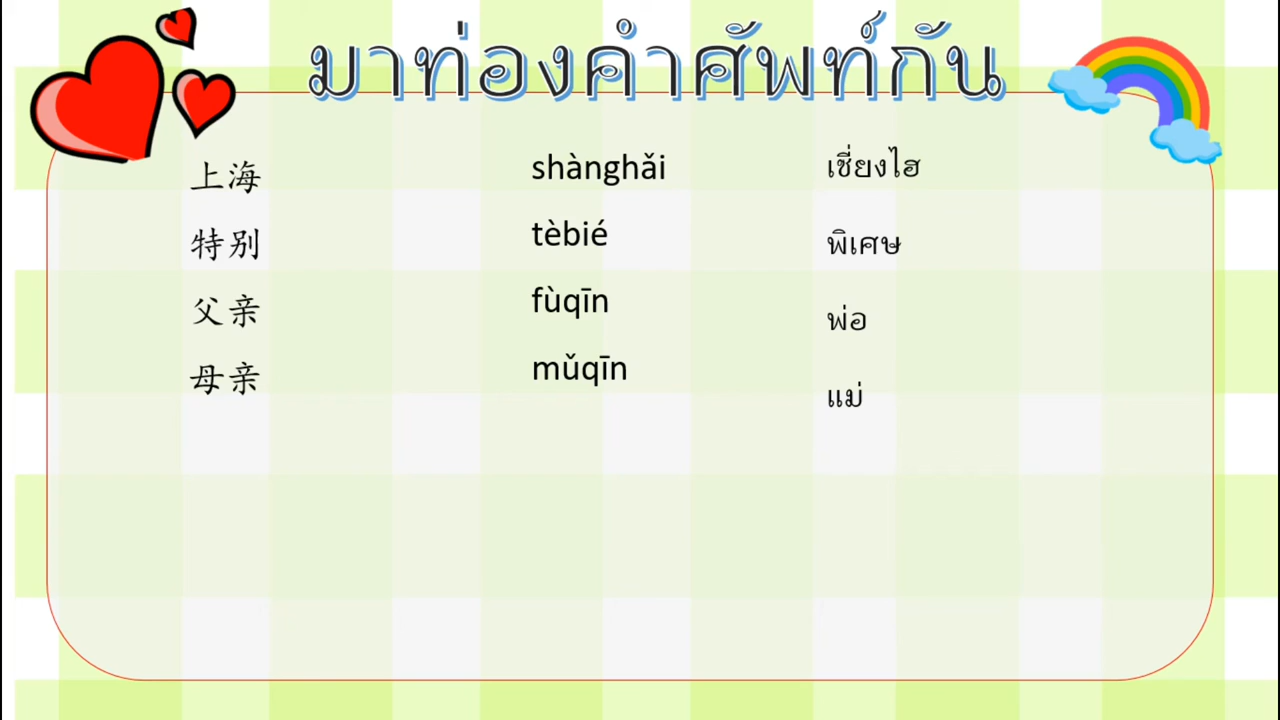 มาท่องคำศัพท์กัน
上海 shànghǎi เซี่ยงไฮ
特别 tèbié พิเศษ
父亲 fùqīn พ่อ
母亲 mǔqīn แม่